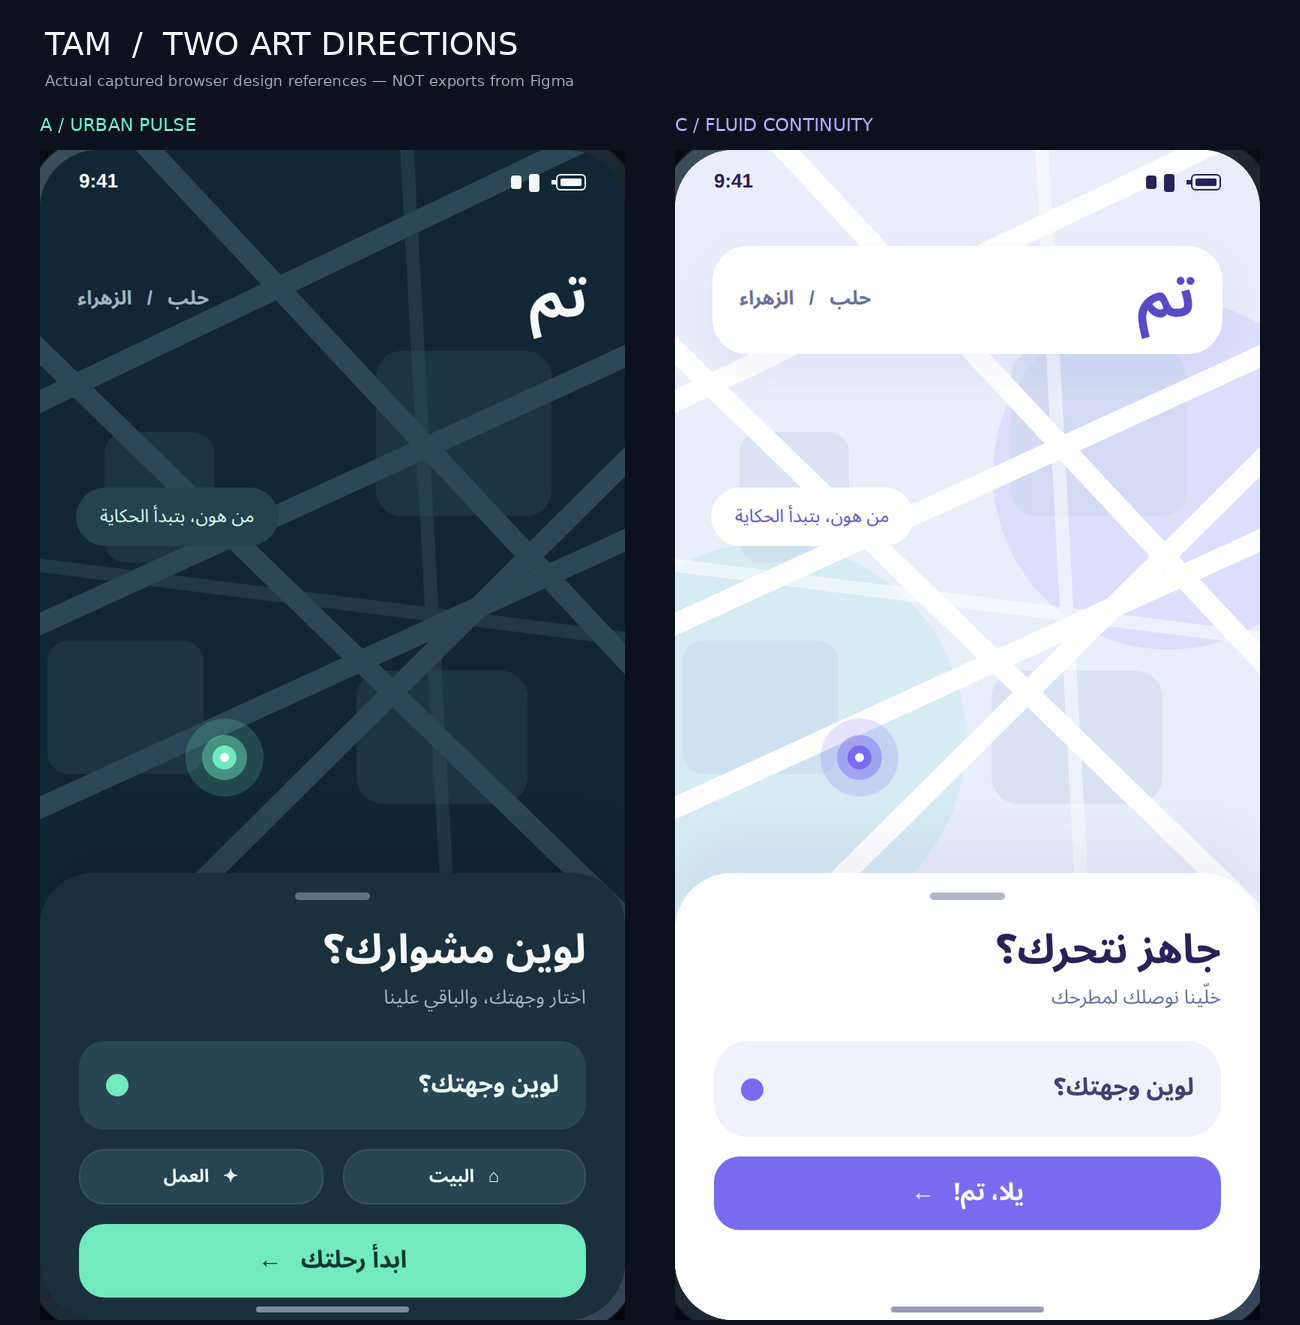 TAM / TWO ART DIRECTIONS
Actual captured browser design references — NOT exports from Figma
A / URBAN PULSE
9:41
تم
حلب / الزهراء
من هون، بتبدأ الحكاية
لوين مشوارك؟
اختار وجهتك، والباقي علينا
لوين وجهتك؟
⌂ البيت
✦ العمل
ابدأ رحلتك ←
C / FLUID CONTINUITY
9:41
تم
حلب / الزهراء
من هون، بتبدأ الحكاية
جاهز نتحرك؟
خلّينا نوصلك لمطرحك
لوين وجهتك؟
يلا، تم! ←